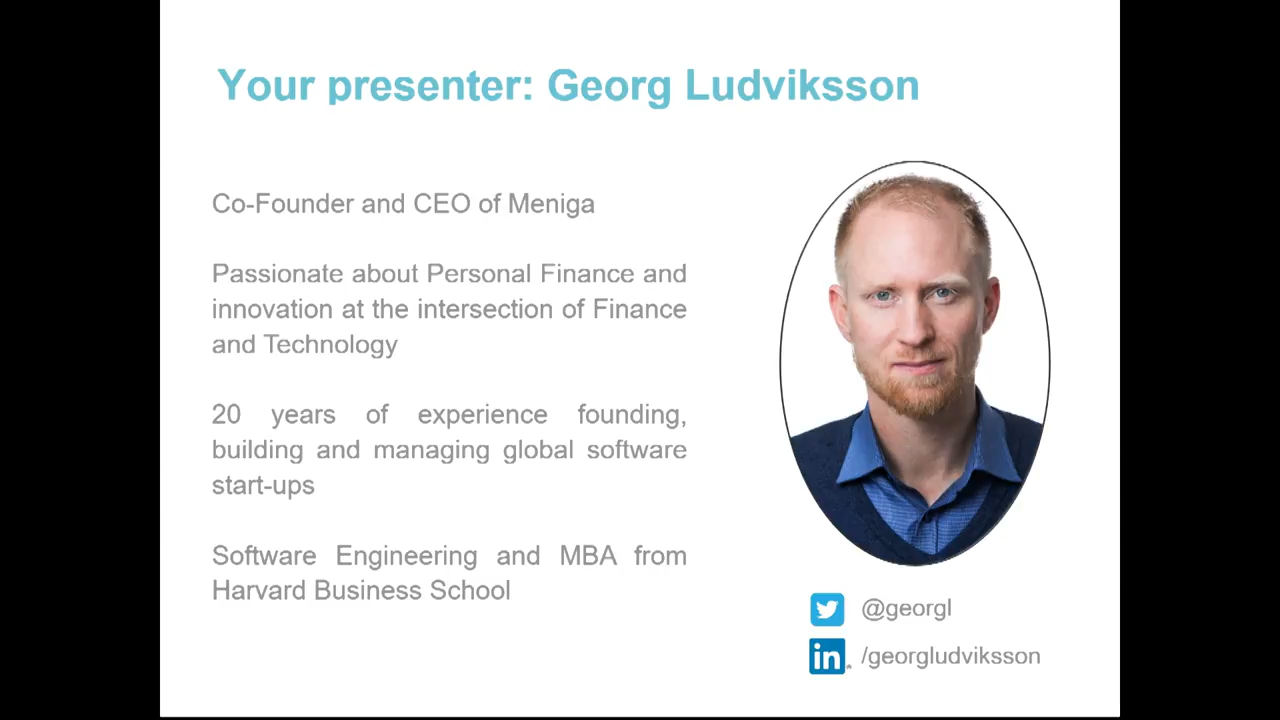 Your presenter: Georg Ludviksson
Co-Founder and CEO of Meniga
Passionate about Personal Finance and
innovation at the intersection of Finance
and Technology
20 years of experience founding,
building and managing global software
start-ups
Software Engineering and MBA from
Harvard Business School
@georgl
in /georgludviksson